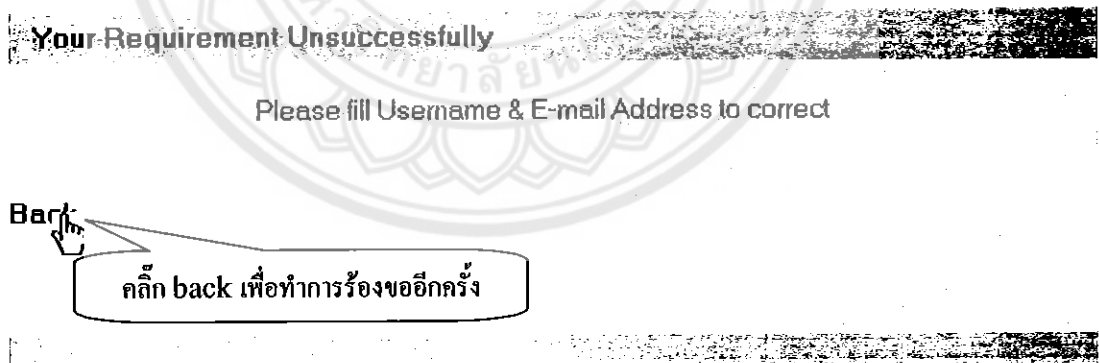 Your Requirement Unsuccessfully
Please fill Username & E-mail Address to correct
Back
คลิ๊ก back เพื่อทำการร้องขออีกครั้ง